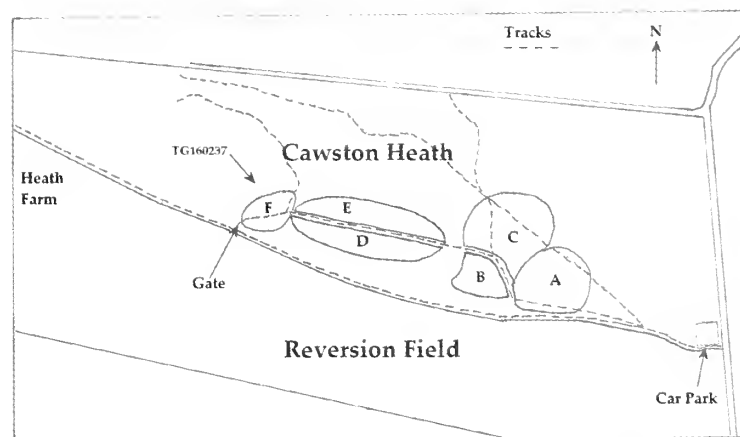 Tracks
N
TG160237
Cawston Heath
Heath
Farm
F
E
D
C
B
A
Gate
Reversion Field
Car Park